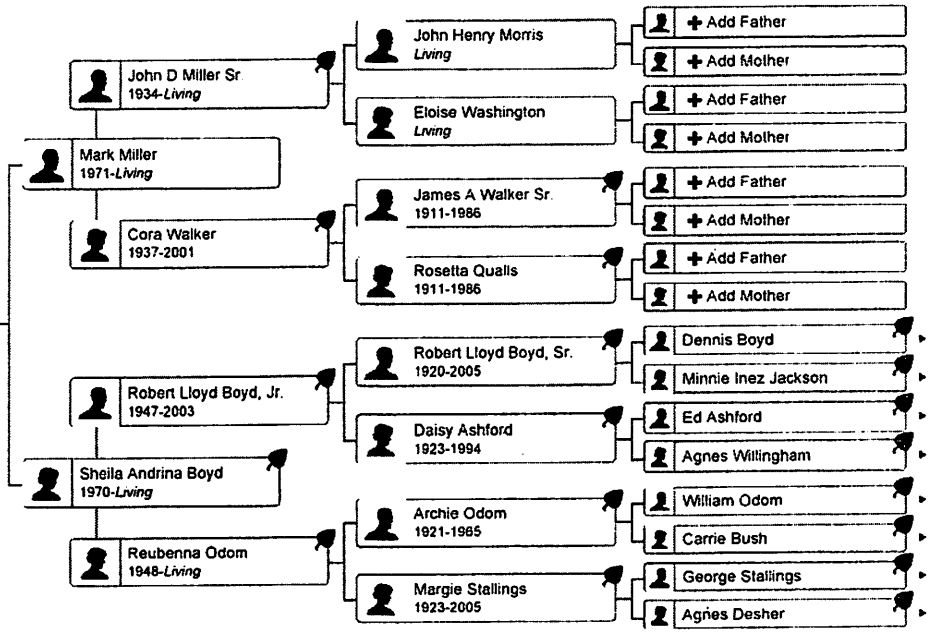 John Henry Morris
Living
+ Add Father
+ Add Mother
John D Miller Sr.
1934-Living
Eloise Washington
Living
+ Add Father
+ Add Mother
Mark Miller
1971-Living
James A Walker Sr.
1911-1986
+ Add Father
+ Add Mother
Cora Walker
1937-2001
Rosetta Qualls
1911-1986
+ Add Father
+ Add Mother
Robert Lloyd Boyd, Sr.
1920-2005
Dennis Boyd
Minnie Inez Jackson
Robert Lloyd Boyd, Jr.
1947-2003
Daisy Ashford
1923-1994
Ed Ashford
Agnes Willingham
Sheila Andrina Boyd
1970-Living
Archie Odom
1921-1965
William Odom
Carrie Bush
Reubenna Odom
1948-Living
Margie Stallings
1923-2005
George Stallings
Agnes Desher